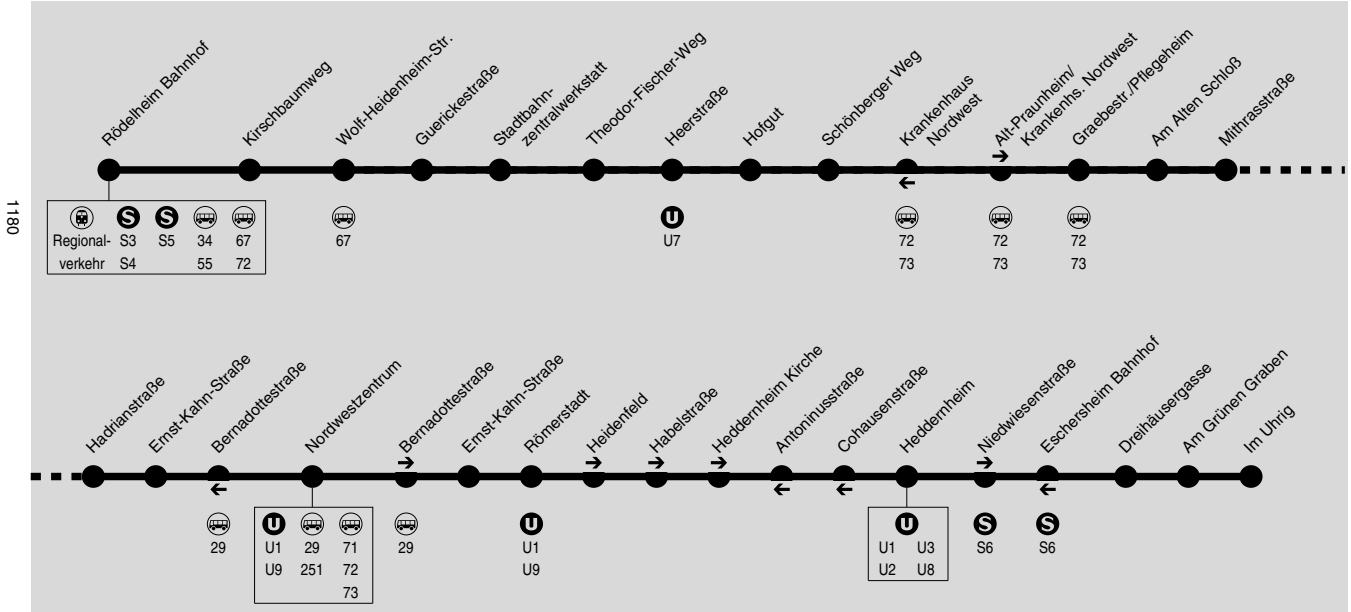 1180
Rödelheim Bahnhof
Kirschbaumweg
Wolf-Heidenheim-Str.
Guerickestraße
Stadtbahn-
zentralwerkstatt
Theodor-Fischer-Weg
Heerstraße
Hofgut
Schönberger Weg
Krankenhaus
Nordwest
Alt-Praunheim/
Krankenhs. Nordwest
Graebestr./Pflegeheim
Am Alten Schloß
Mithrasstraße
S S U
Regional- S3 S5 34 67 67 U7 72 72 72
verkehr S4 55 72 73 73 73
Hadrianstraße
Ernst-Kahn-Straße
Bernadottestraße
Nordwestzentrum
Bernadottestraße
Ernst-Kahn-Straße
Römerstadt
Heidenfeld
Habelstraße
Heddernheim Kirche
Antoninusstraße
Cohausenstraße
Heddernheim
Niedwiesenstraße
Eschersheim Bahnhof
Dreihäusergasse
Am Grünen Graben
Im Uhrig
U U U S S
29 U1 29 71 29 U1 U1 U3 S6 S6
U9 251 72 U9 U2 U8
73